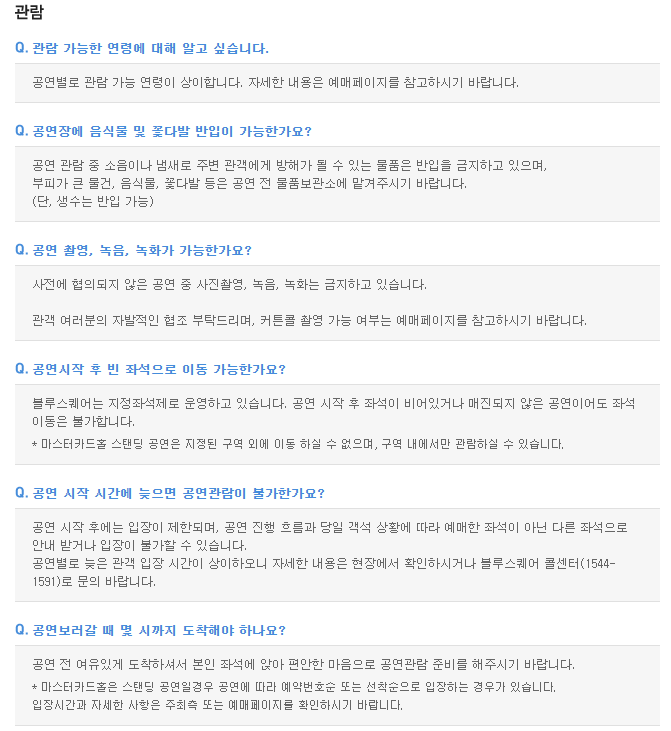 관람
Q. 관람 가능한 연령에 대해 알고 싶습니다.
공연별로 관람 가능 연령이 상이합니다. 자세한 내용은 예매페이지를 참고하시기 바랍니다.
Q. 공연장에 음식물 및 꽃다발 반입이 가능한가요?
공연 관람 중 소음이나 냄새로 주변 관객에게 방해가 될 수 있는 물품은 반입을 금지하고 있으며,
부피가 큰 물건, 음식물, 꽃다발 등은 공연 전 물품보관소에 맡겨주시기 바랍니다.
(단, 생수는 반입 가능)
Q. 공연 촬영, 녹음, 녹화가 가능한가요?
사전에 협의되지 않은 공연 중 사진촬영, 녹음, 녹화는 금지하고 있습니다.
관객 여러분의 자발적인 협조 부탁드리며, 커튼콜 촬영 가능 여부는 예매페이지를 참고하시기 바랍니다.
Q. 공연시작 후 빈 좌석으로 이동 가능한가요?
블루스퀘어는 지정좌석제로 운영하고 있습니다. 공연 시작 후 좌석이 비어있거나 매진되지 않은 공연이어도 좌석
이동은 불가합니다.
* 마스터카드홀 스탠딩 공연은 지정된 구역 외에 이동 하실 수 없으며, 구역 내에서만 관람하실 수 있습니다.
Q. 공연 시작 시간에 늦으면 공연관람이 불가한가요?
공연 시작 후에는 입장이 제한되며, 공연 진행 흐름과 당일 객석 상황에 따라 예매한 좌석이 아닌 다른 좌석으로
안내 받거나 입장이 불가할 수 있습니다.
공연별로 늦은 관객 입장 시간이 상이하오니 자세한 내용은 현장에서 확인하시거나 블루스퀘어 콜센터(1544-
1591)로 문의 바랍니다.
Q. 공연보러갈 때 몇 시까지 도착해야 하나요?
공연 전 여유있게 도착하셔서 본인 좌석에 앉아 편안한 마음으로 공연관람 준비를 해주시기 바랍니다.
* 마스터카드홀은 스탠딩 공연일경우 공연에 따라 예약번호순 또는 선착순으로 입장하는 경우가 있습니다.
입장시간과 자세한 사항은 주최측 또는 예매페이지를 확인하시기 바랍니다.